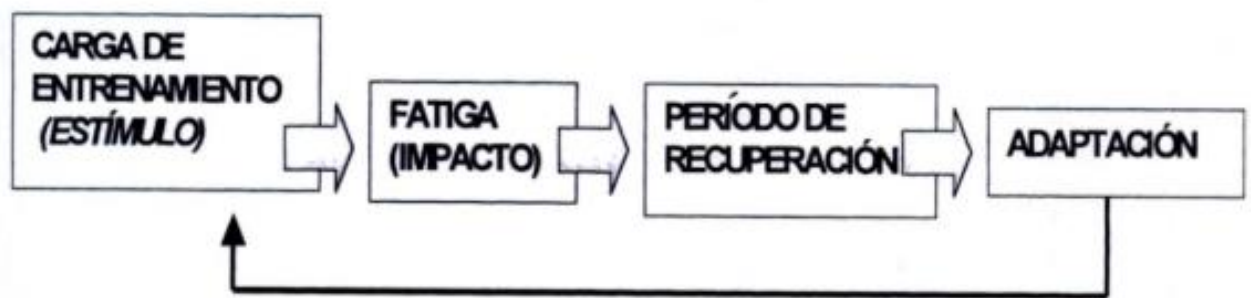 CARGA DE
ENTRENAMIENTO
(ESTÍMULO)
FATIGA
(IMPACTO)
PERÍODO DE
RECUPERACIÓN
ADAPTACIÓN